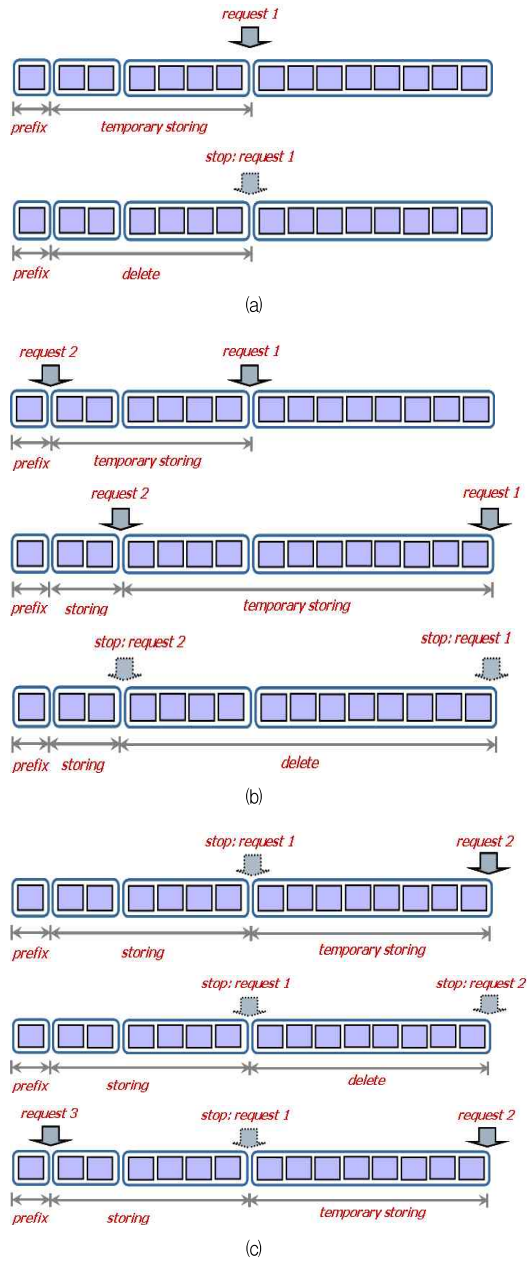 request 1
prefix temporary storing
stop: request 1
prefix delete
(a)
request 2 request 1
prefix temporary storing
request 2 request 1
prefix storing temporary storing
stop: request 2 stop: request 1
prefix storing delete
(b)
stop: request 1 request 2
prefix storing temporary storing
stop: request 1 stop: request 2
prefix storing delete
request 3 stop: request 1 request 2
prefix storing temporary storing
(c)